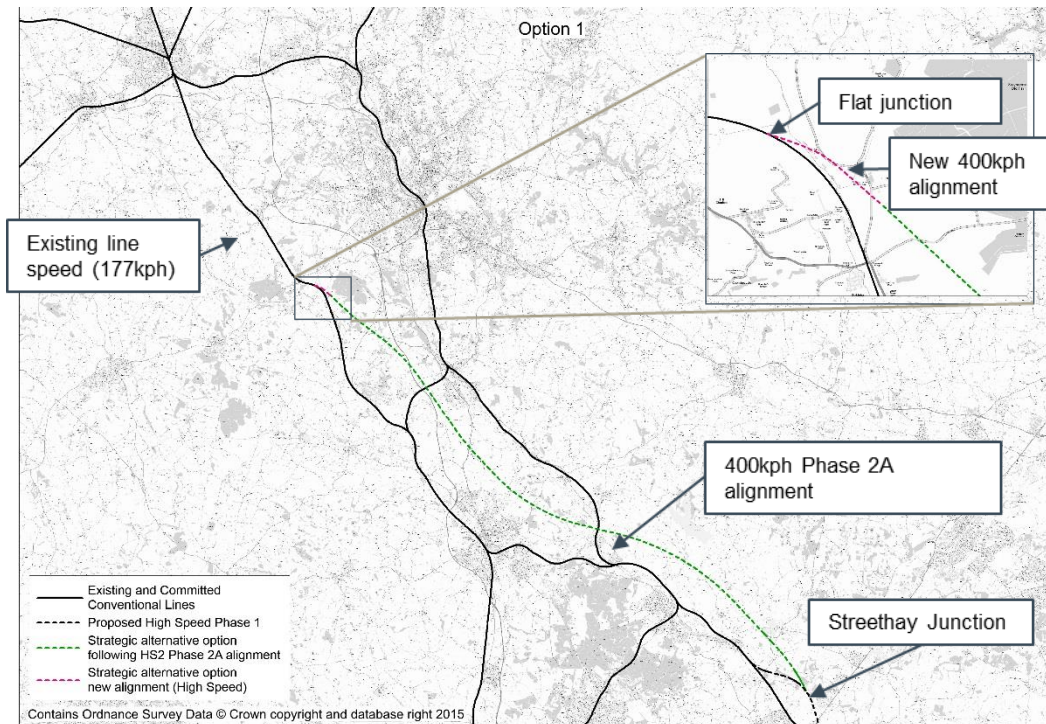 Option 1
Flat junction
New 400kph
alignment
Existing line
speed (177kph)
400kph Phase 2A
alignment
Streethay Junction
Existing and Committed
Conventional Lines
Proposed High Speed Phase 1
Strategic alternative option
following HS2 Phase 2A alignment
Strategic alternative option
new alignment (High Speed)
Contains Ordnance Survey Data © Crown copyright and database right 2015